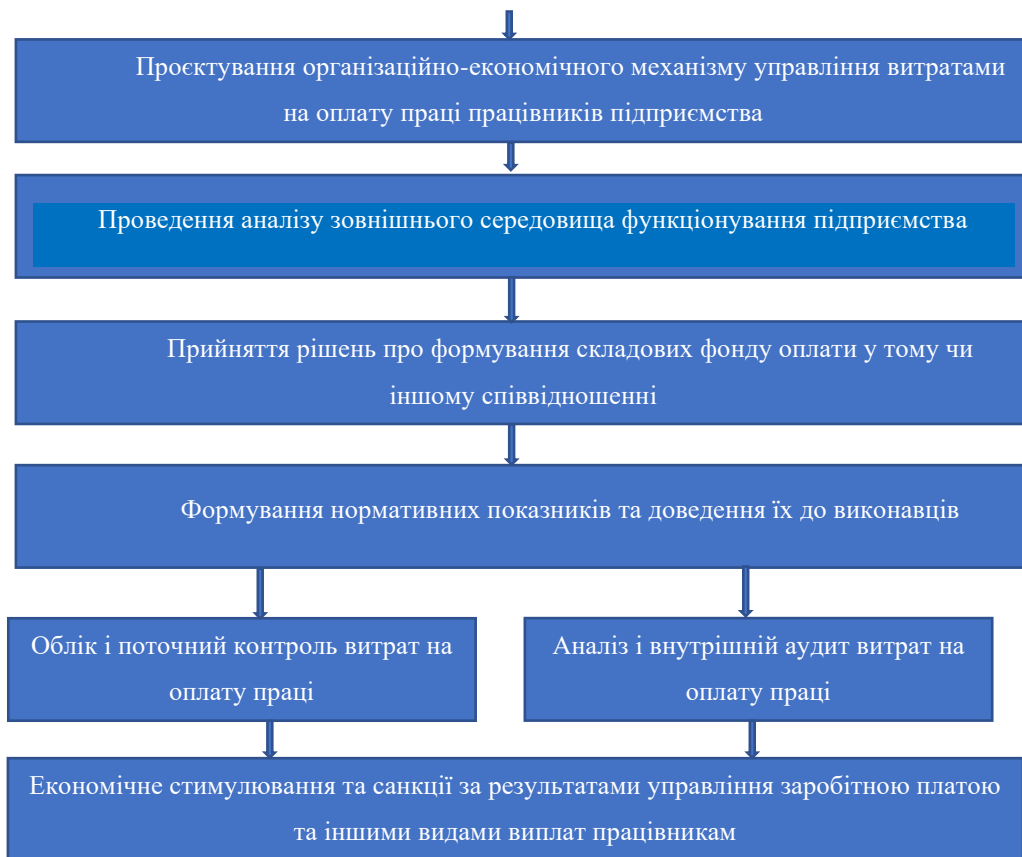 Проєктування організаційно-економічного механізму управління витратами
на оплату праці працівників підприємства
Проведення аналізу зовнішнього середовища функціонування підприємства
Прийняття рішень про формування складових фонду оплати у тому чи
іншому співвідношенні
Формування нормативних показників та доведення їх до виконавців
Облік і поточний контроль витрат на
оплату праці
Аналіз і внутрішній аудит витрат на
оплату праці
Економічне стимулювання та санкції за результатами управління заробітною платою
та іншими видами виплат працівникам